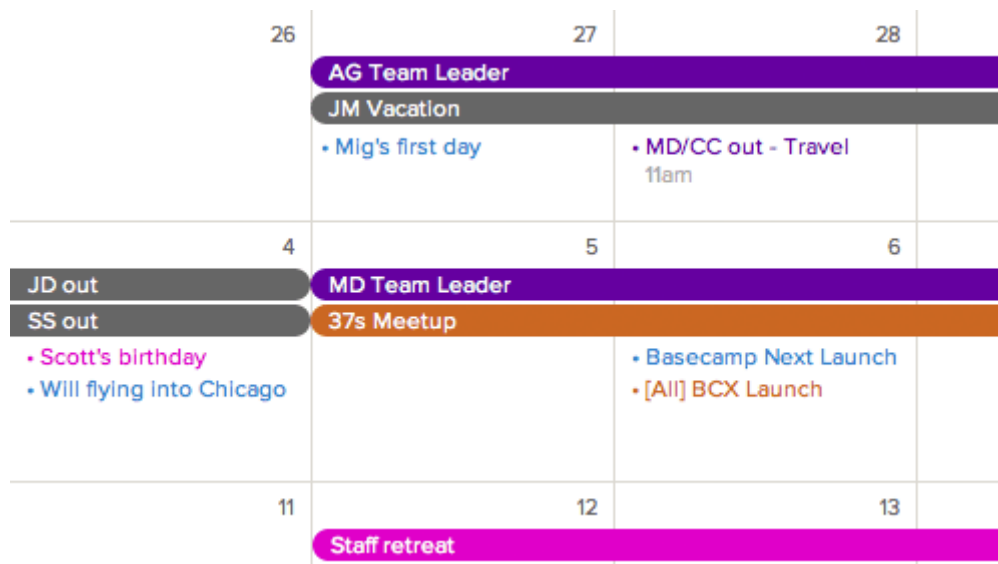 26
27
28
AG Team Leader
JM Vacation
• Mig's first day
• MD/CC out - Travel
11am
4
5
6
JD out
MD Team Leader
SS out
37s Meetup
• Scott's birthday
• Basecamp Next Launch
• Will flying into Chicago
• [All] BCX Launch
11
12
13
Staff retreat